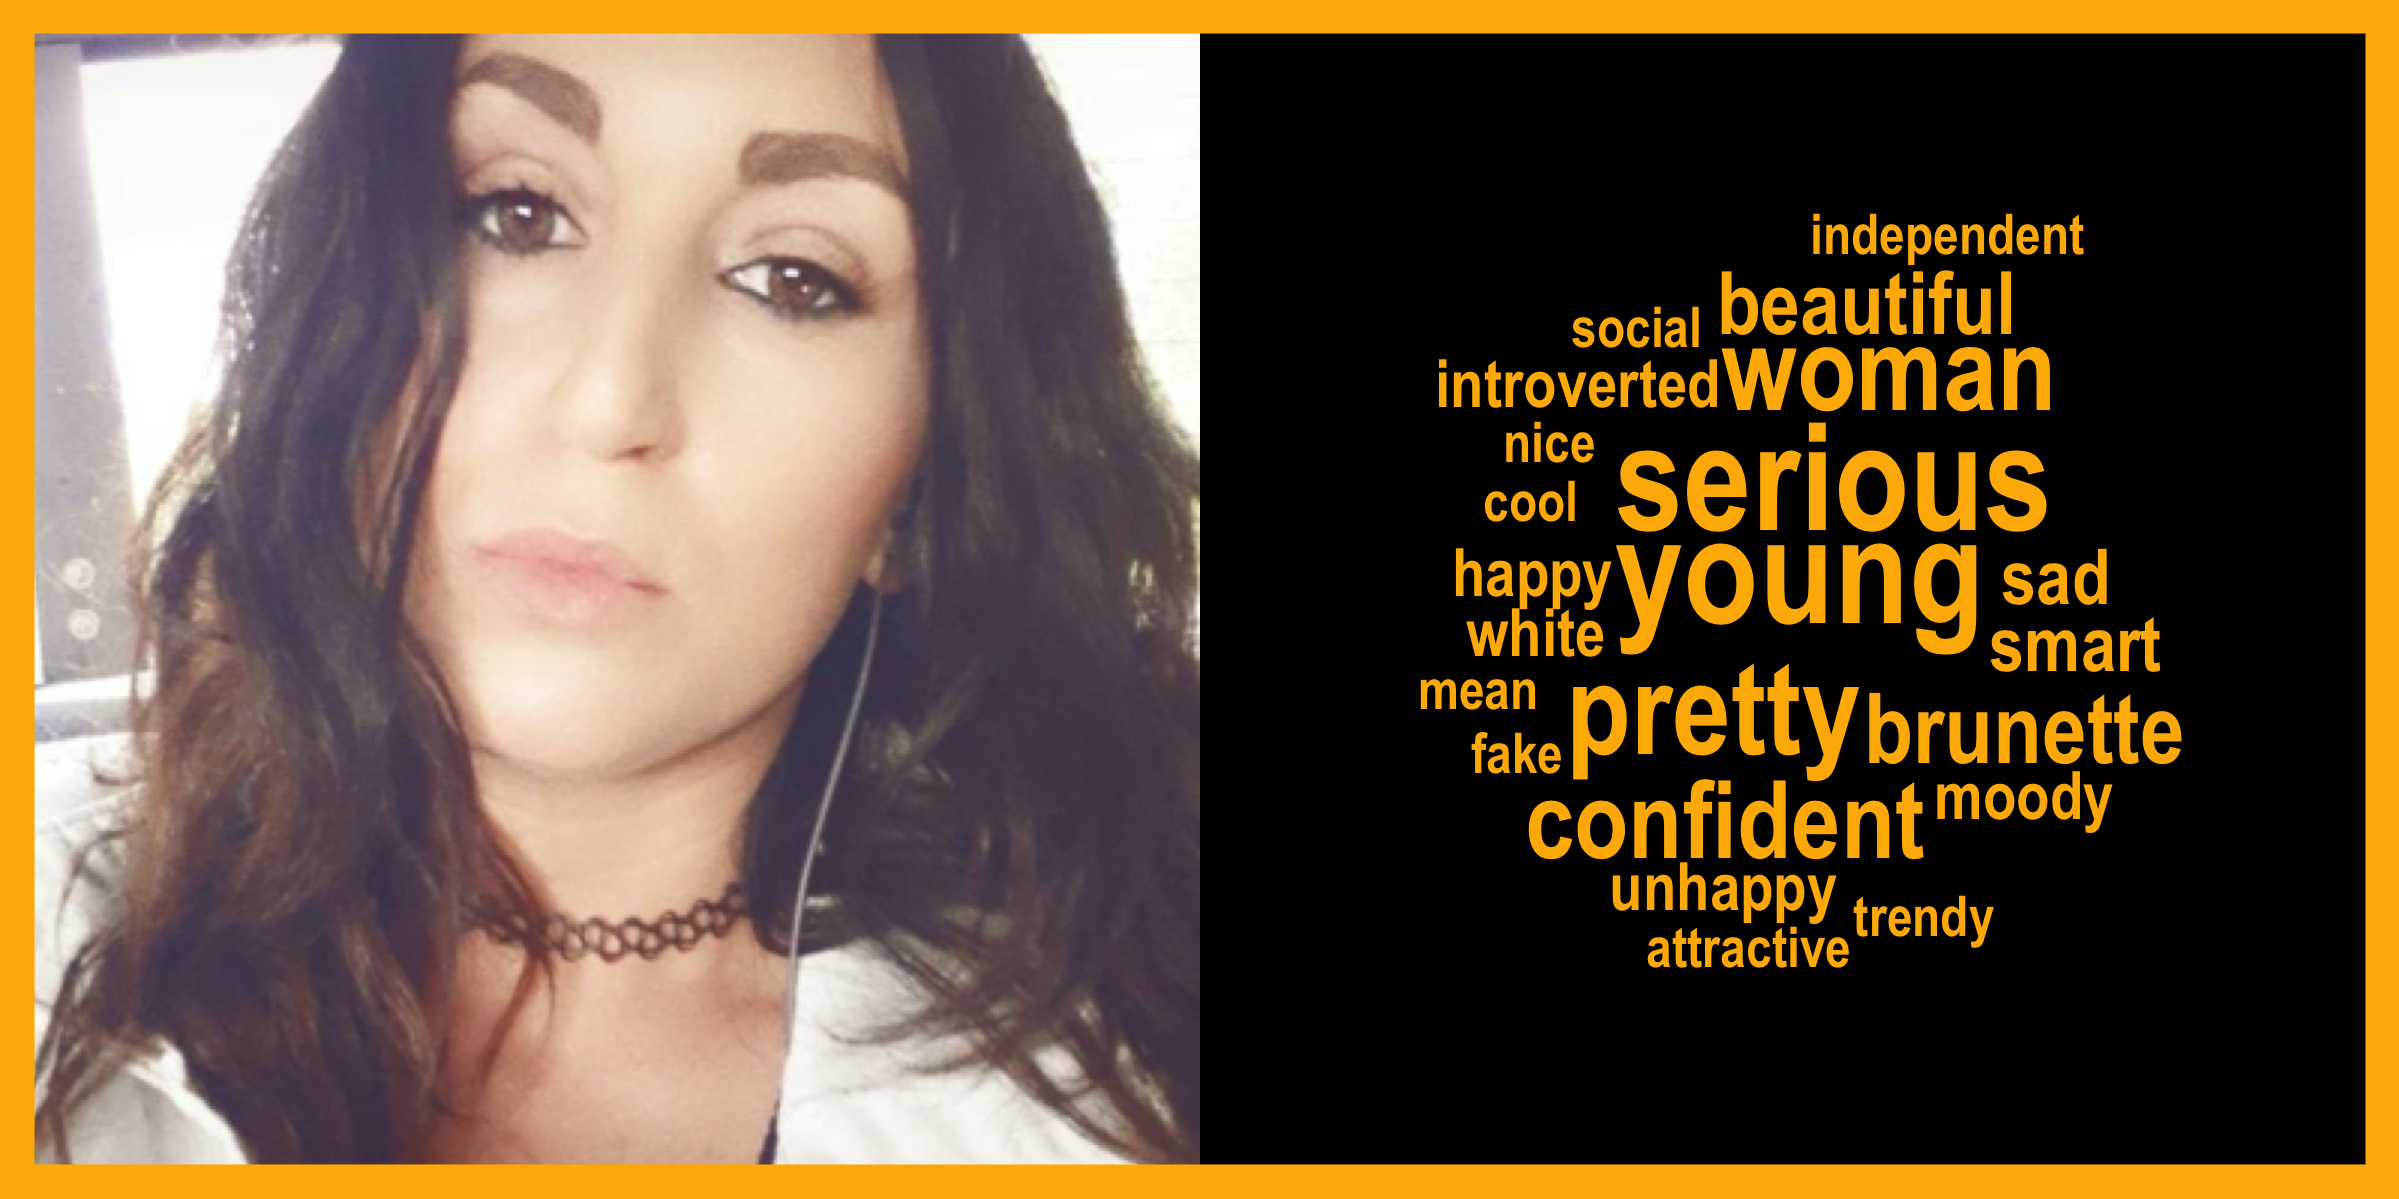 independent
beautiful
social
woman
introverted
nice
serious
cool
young
happy
sad
white
smart
mean
pretty
brunette
fake
moody
confident
unhappy
trendy
attractive